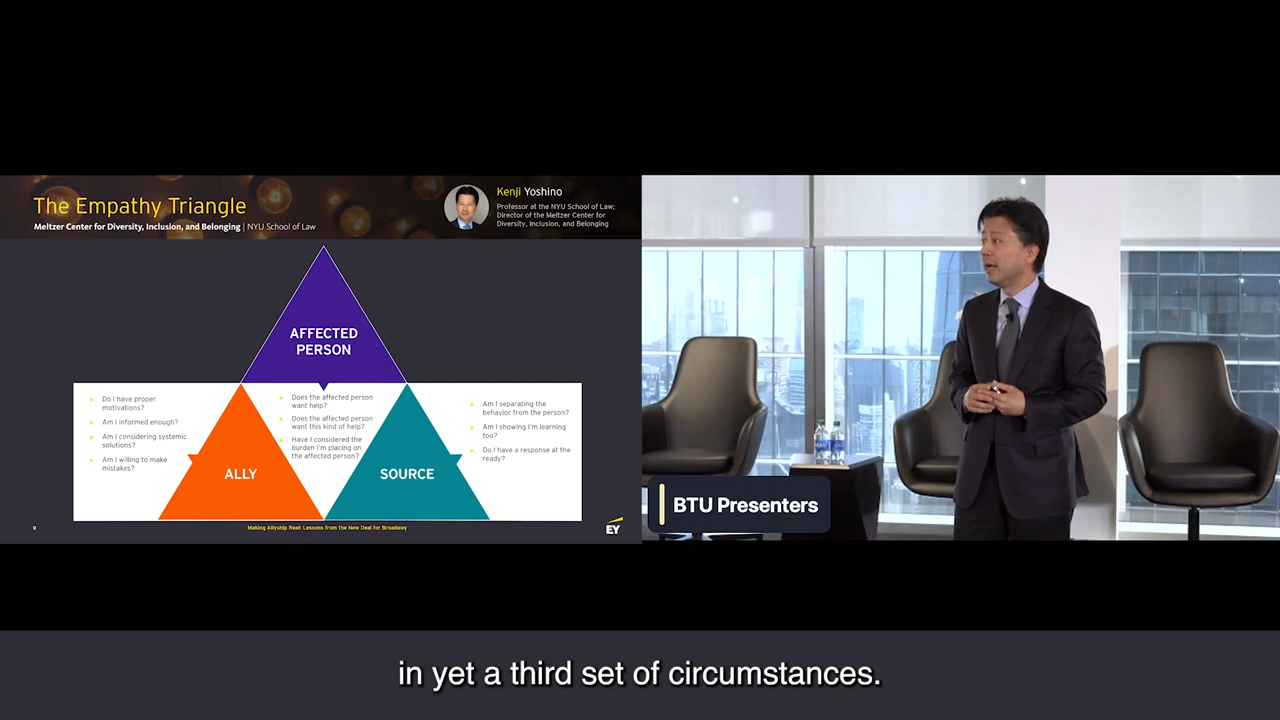 The Empathy Triangle
Meltzer Center for Diversity, Inclusion, and Belonging | NYU School of Law
Kenji Yoshino
Professor at the NYU School of Law;
Director of the Meltzer Center for
Diversity, Inclusion, and Belonging
AFFECTED
PERSON
Do I have proper
motivations?
Am I informed enough?
Am I considering systemic
solutions?
Am I willing to make
mistakes?
ALLY
Does the affected person
want help?
Does the affected person
want this kind of help?
Have I considered the
burden I'm placing on
the affected person?
SOURCE
Am I separating the
behavior from the person?
Am I showing I'm learning
too?
Do I have a response at the
ready?
9
Making Allyship Real: Lessons from the New Deal for Broadway
EY
BTU Presenters
in yet a third set of circumstances.